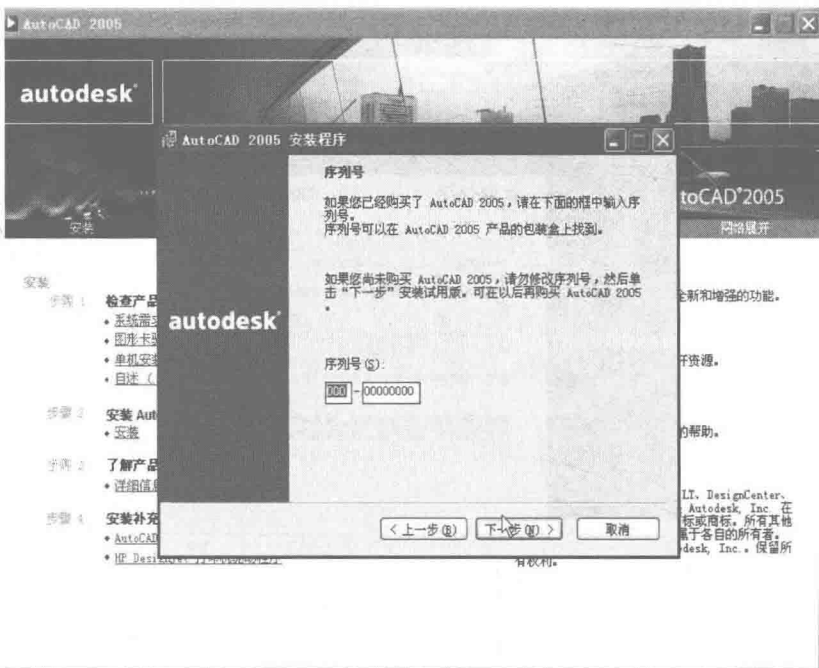 AutoCAD 2005
autodesk
AutoCAD 2005 安装程序
toCAD 2005
安装
网络展开
序列号
如果您已经购买了 AutoCAD 2005,请在下面的框中输入序
列号。
序列号可以在 AutoCAD 2005 产品的包装盒上找到。
如果您尚未购买 AutoCAD 2005,请勿修改序列号,然后单
击“下一步”安装试用版。可在以后再购买 AutoCAD 2005
。
autodesk
序列号(S):
000 - 00000000
<上一步(B)
下一步(N)>
取消
安装
步骤 1
检查产品
全新和增强的功能。
• 系统需求
• 图形卡
• 单机安装
开资源。
• 自述 (
步骤 2
安装 Aut
• 安装
的帮助。
步骤 3
了解产品
• 详细信息
LT、DesignCenter、
Autodesk, Inc. 在
步骤 4
安装补充
标或商标。所有其他
• AutoCAD
属于各自的所有者。
desk, Inc.。保留所
• HP Desi
有权利。